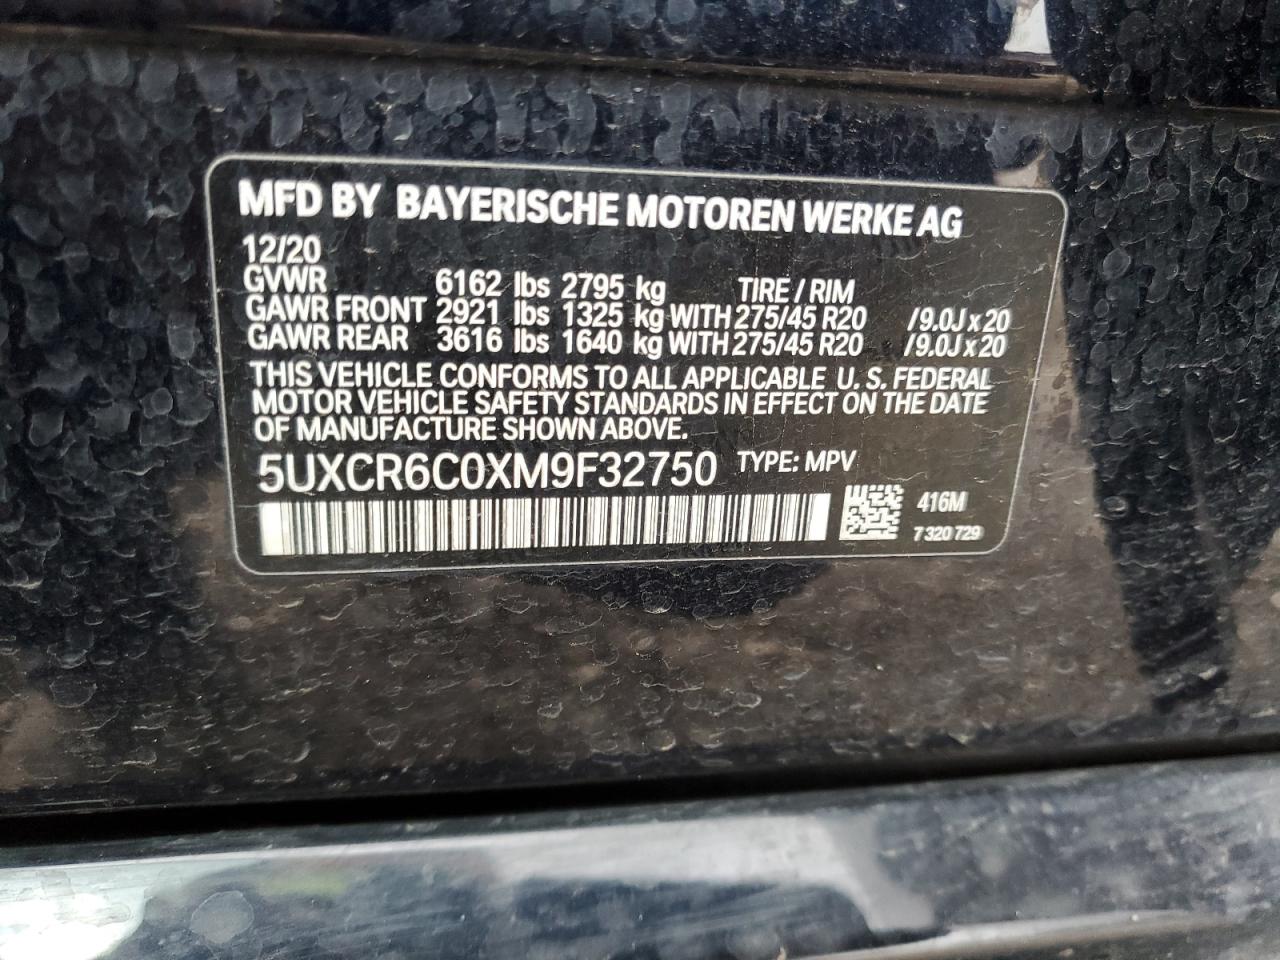 MFD BY BAYERISCHE MOTOREN WERKE AG
12/20
GVWR 6162 lbs 2795 kg TIRE / RIM
GAWR FRONT 2921 lbs 1325 kg WITH 275/45 R20 /9.0J x 20
GAWR REAR 3616 lbs 1640 kg WITH 275/45 R20 /9.0J x 20
THIS VEHICLE CONFORMS TO ALL APPLICABLE U. S. FEDERAL
MOTOR VEHICLE SAFETY STANDARDS IN EFFECT ON THE DATE
OF MANUFACTURE SHOWN ABOVE.
5UXCR6C0XM9F32750 TYPE: MPV
416M
7 320 729